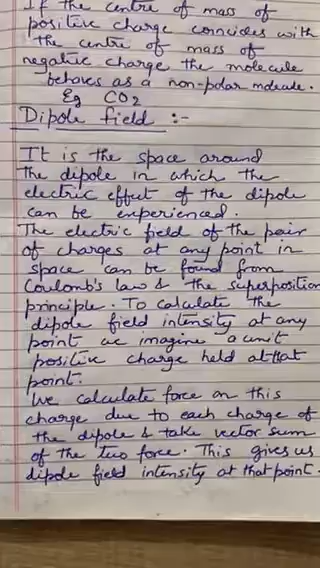 If the centre of mass of
positive charge coincides with
the centre of mass of
negative charge the molecule
behaves as a non-polar molecule.
Eg CO2
Dipole field :-
It is the space around
the dipole in which the
electric effect of the dipole
can be experienced.
The electric field of the pair
of charges at any point in
space can be found from
Coulomb's law & the superposition
principle. To calculate the
dipole field intensity at any
point we imagine a unit
positive charge held at that
point.
We calculate force on this
charge due to each charge of
the dipole & take vector sum
of the two force. This gives us
dipole field intensity at that point.